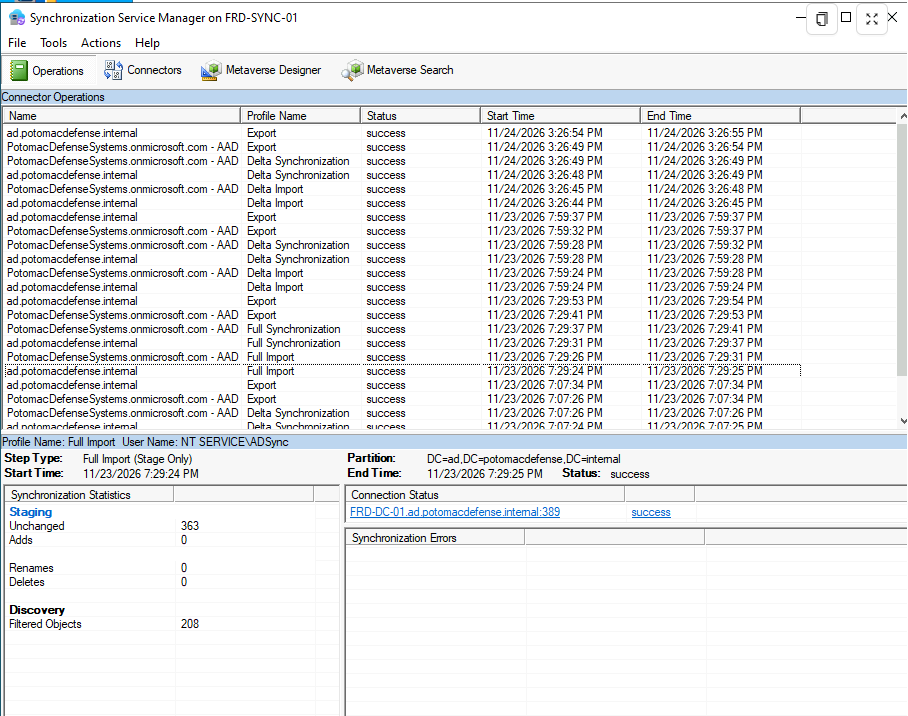 Synchronization Service Manager on FRD-SYNC-01
File Tools Actions Help
Operations Connectors Metaverse Designer Metaverse Search
Connector Operations
Name Profile Name Status Start Time End Time
ad.potomacdefense.internal Export success 11/24/2026 3:26:54 PM 11/24/2026 3:26:55 PM
PotomacDefenseSystems.onmicrosoft.com - AAD Export success 11/24/2026 3:26:49 PM 11/24/2026 3:26:54 PM
PotomacDefenseSystems.onmicrosoft.com - AAD Delta Synchronization success 11/24/2026 3:26:49 PM 11/24/2026 3:26:49 PM
ad.potomacdefense.internal Delta Synchronization success 11/24/2026 3:26:48 PM 11/24/2026 3:26:49 PM
PotomacDefenseSystems.onmicrosoft.com - AAD Delta Import success 11/24/2026 3:26:45 PM 11/24/2026 3:26:48 PM
ad.potomacdefense.internal Delta Import success 11/24/2026 3:26:44 PM 11/24/2026 3:26:45 PM
ad.potomacdefense.internal Export success 11/23/2026 7:59:37 PM 11/23/2026 7:59:37 PM
PotomacDefenseSystems.onmicrosoft.com - AAD Export success 11/23/2026 7:59:32 PM 11/23/2026 7:59:37 PM
PotomacDefenseSystems.onmicrosoft.com - AAD Delta Synchronization success 11/23/2026 7:59:28 PM 11/23/2026 7:59:32 PM
ad.potomacdefense.internal Delta Synchronization success 11/23/2026 7:59:28 PM 11/23/2026 7:59:28 PM
PotomacDefenseSystems.onmicrosoft.com - AAD Delta Import success 11/23/2026 7:59:24 PM 11/23/2026 7:59:28 PM
ad.potomacdefense.internal Delta Import success 11/23/2026 7:59:24 PM 11/23/2026 7:59:24 PM
ad.potomacdefense.internal Export success 11/23/2026 7:29:53 PM 11/23/2026 7:29:54 PM
PotomacDefenseSystems.onmicrosoft.com - AAD Export success 11/23/2026 7:29:41 PM 11/23/2026 7:29:53 PM
PotomacDefenseSystems.onmicrosoft.com - AAD Full Synchronization success 11/23/2026 7:29:37 PM 11/23/2026 7:29:41 PM
ad.potomacdefense.internal Full Synchronization success 11/23/2026 7:29:31 PM 11/23/2026 7:29:37 PM
PotomacDefenseSystems.onmicrosoft.com - AAD Full Import success 11/23/2026 7:29:26 PM 11/23/2026 7:29:31 PM
ad.potomacdefense.internal Full Import success 11/23/2026 7:29:24 PM 11/23/2026 7:29:25 PM
ad.potomacdefense.internal Export success 11/23/2026 7:07:34 PM 11/23/2026 7:07:34 PM
PotomacDefenseSystems.onmicrosoft.com - AAD Export success 11/23/2026 7:07:26 PM 11/23/2026 7:07:34 PM
PotomacDefenseSystems.onmicrosoft.com - AAD Delta Synchronization success 11/23/2026 7:07:26 PM 11/23/2026 7:07:26 PM
ad.potomacdefense.internal Delta Synchronization success 11/23/2026 7:07:24 PM 11/23/2026 7:07:25 PM
Profile Name: Full Import User Name: NT SERVICE\ADSync
Step Type: Full Import (Stage Only) Partition: DC=ad,DC=potomacdefense,DC=internal
Start Time: 11/23/2026 7:29:24 PM End Time: 11/23/2026 7:29:25 PM Status: success
Synchronization Statistics
Staging
Unchanged 363
Adds 0
Renames 0
Deletes 0
Discovery
Filtered Objects 208
Connection Status
FRD-DC-01.ad.potomacdefense.internal:389 success
Synchronization Errors